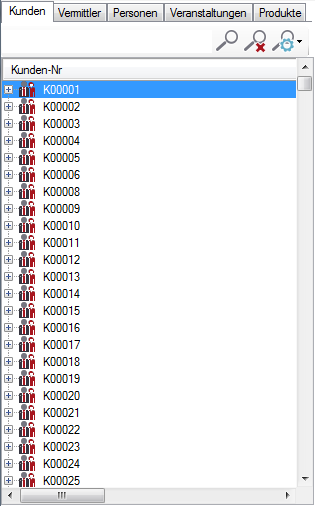 Kunden Vermittler Personen Veranstaltungen Produkte
Kunden-Nr
K00001
K00002
K00003
K00004
K00005
K00006
K00008
K00009
K00010
K00011
K00012
K00013
K00014
K00015
K00016
K00017
K00018
K00019
K00020
K00021
K00022
K00023
K00024
K00025